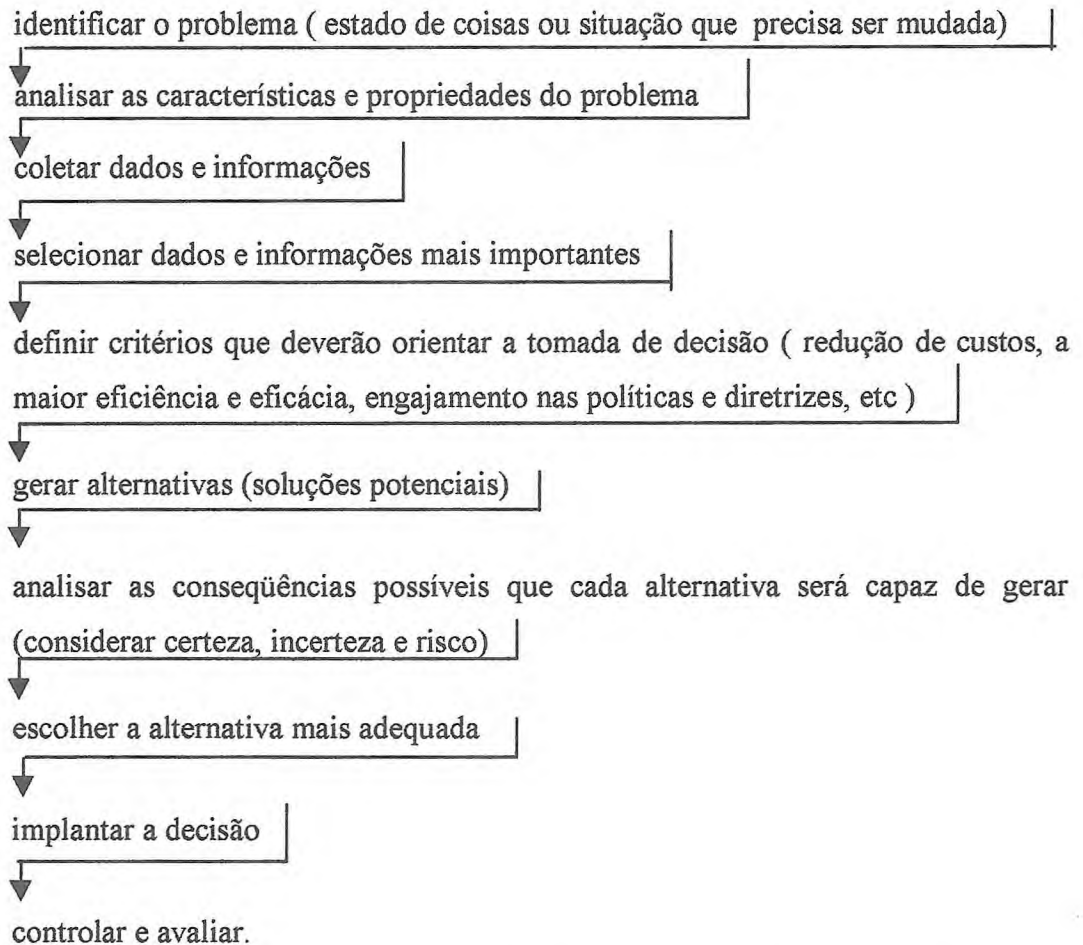 identificar o problema ( estado de coisas ou situação que precisa ser mudada)
analisar as características e propriedades do problema
coletar dados e informações
selecionar dados e informações mais importantes
definir critérios que deverão orientar a tomada de decisão ( redução de custos, a
maior eficiência e eficácia, engajamento nas políticas e diretrizes, etc )
gerar alternativas (soluções potenciais)
analisar as conseqüências possíveis que cada alternativa será capaz de gerar
(considerar certeza, incerteza e risco)
escolher a alternativa mais adequada
implantar a decisão
controlar e avaliar.